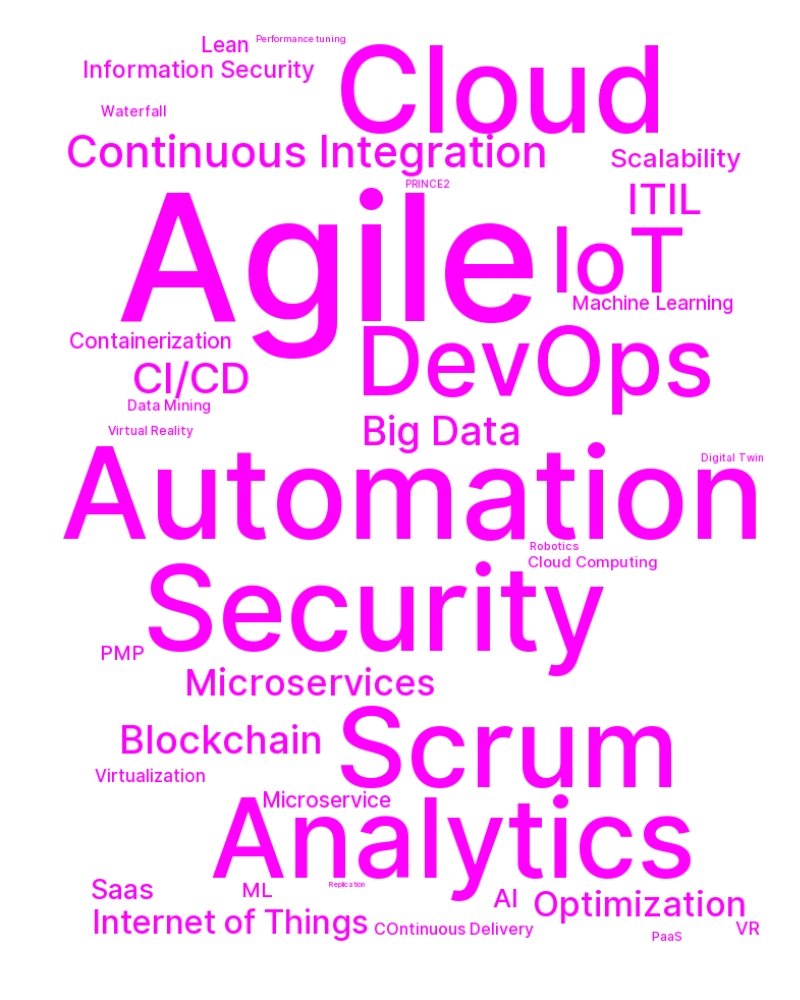 Lean
Performance tuning
Information Security
Cloud
Waterfall
Continuous Integration
Scalability
PRINCE2
ITIL
Agile
IoT
Machine Learning
Containerization
DevOps
CI/CD
Data Mining
Virtual Reality
Big Data
Digital Twin
Automation
Robotics
Cloud Computing
Security
PMP
Microservices
Scrum
Blockchain
Virtualization
Microservice
Analytics
Saas
ML
Replication
AI
Optimization
Internet of Things
COntinuous Delivery
VR
PaaS